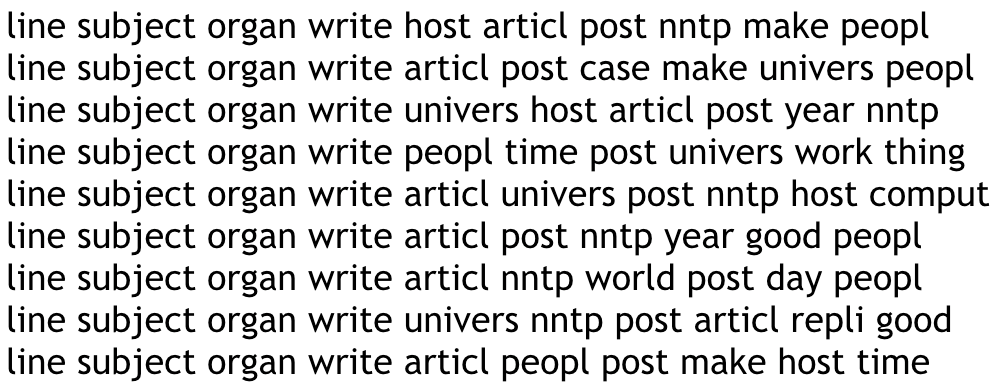 line subject organ write host articl post nntp make peopl
line subject organ write articl post case make univers peopl
line subject organ write univers host articl post year nntp
line subject organ write peopl time post univers work thing
line subject organ write articl univers post nntp host comput
line subject organ write articl post nntp year good peopl
line subject organ write articl nntp world post day peopl
line subject organ write univers nntp post articl repli good
line subject organ write articl peopl post make host time